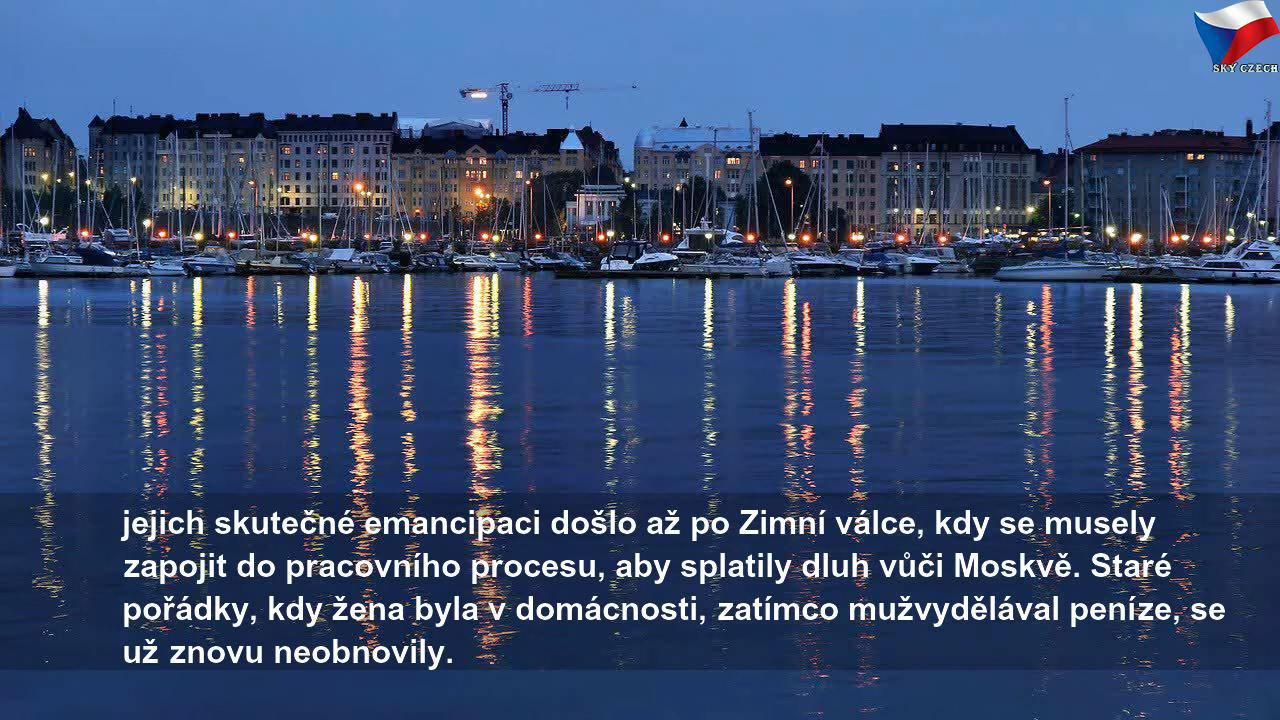 SKY CZECH
jejich skutečné emancipaci došlo až po Zimní válce, kdy se musely
zapojit do pracovního procesu, aby splatily dluh vůči Moskvě. Staré
pořádky, kdy žena byla v domácnosti, zatímco mužvydělával peníze, se
už znovu neobnovily.